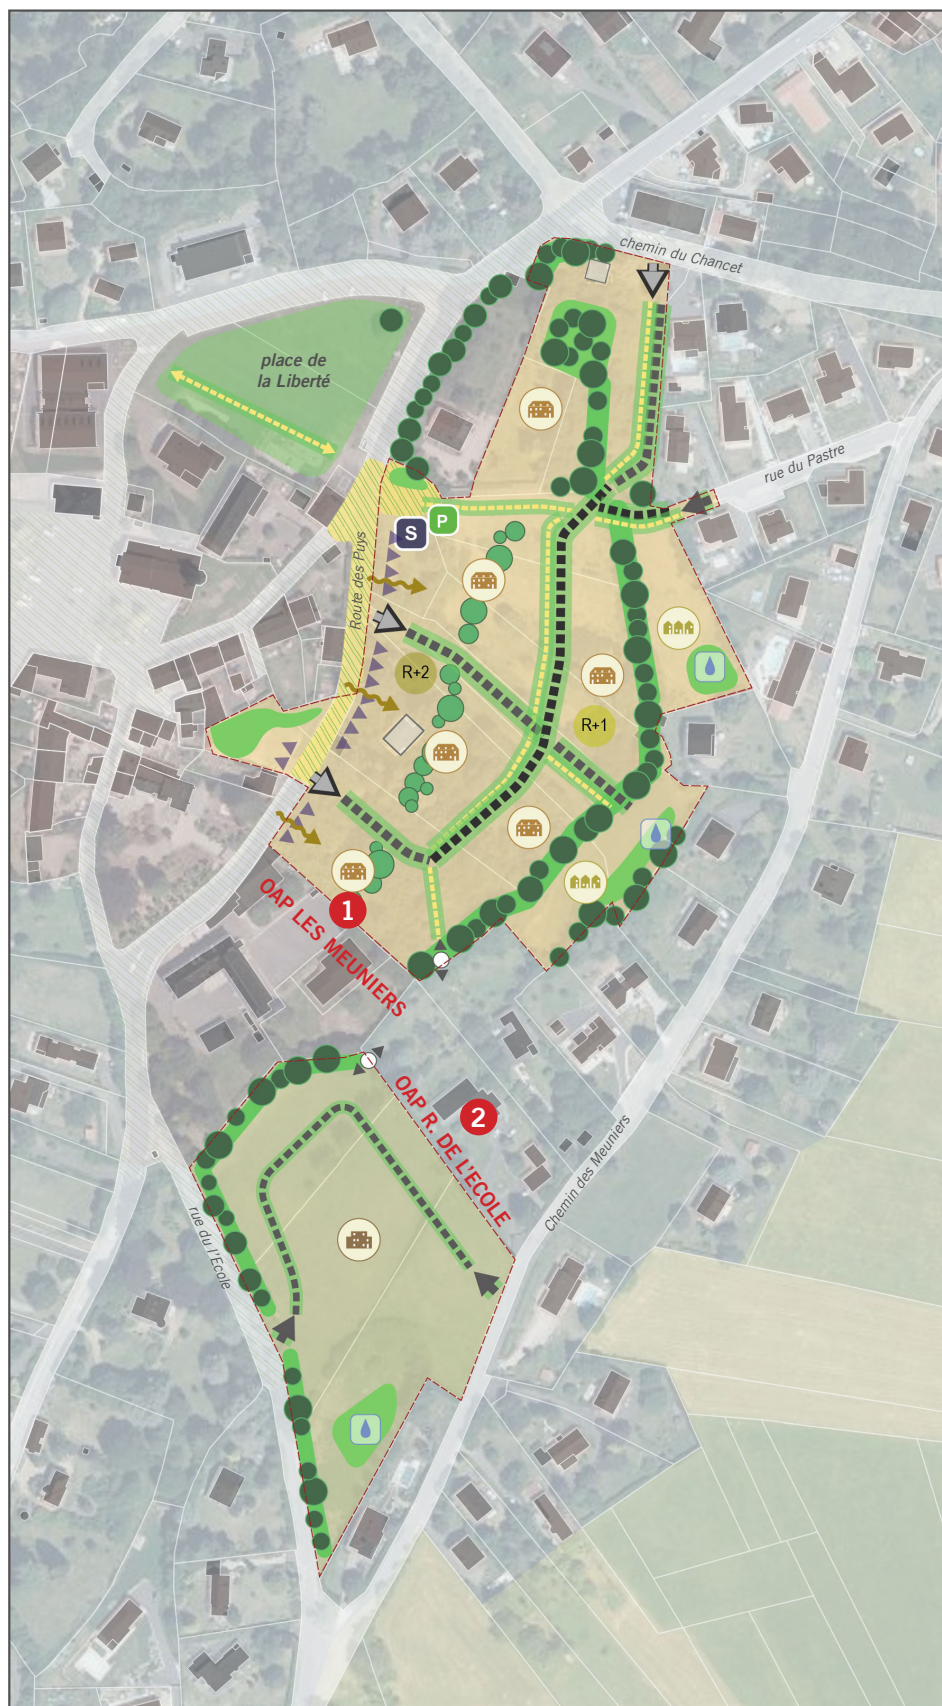 chemin du Chancet
place de
la Liberté
rue du Pastre
S
P
Route des Puys
R+2
R+1
1
OAP LES MEUNIERS
OAP R. DE L'ECOLE
2
Chemin des Meuniers
rue du l'Ecole